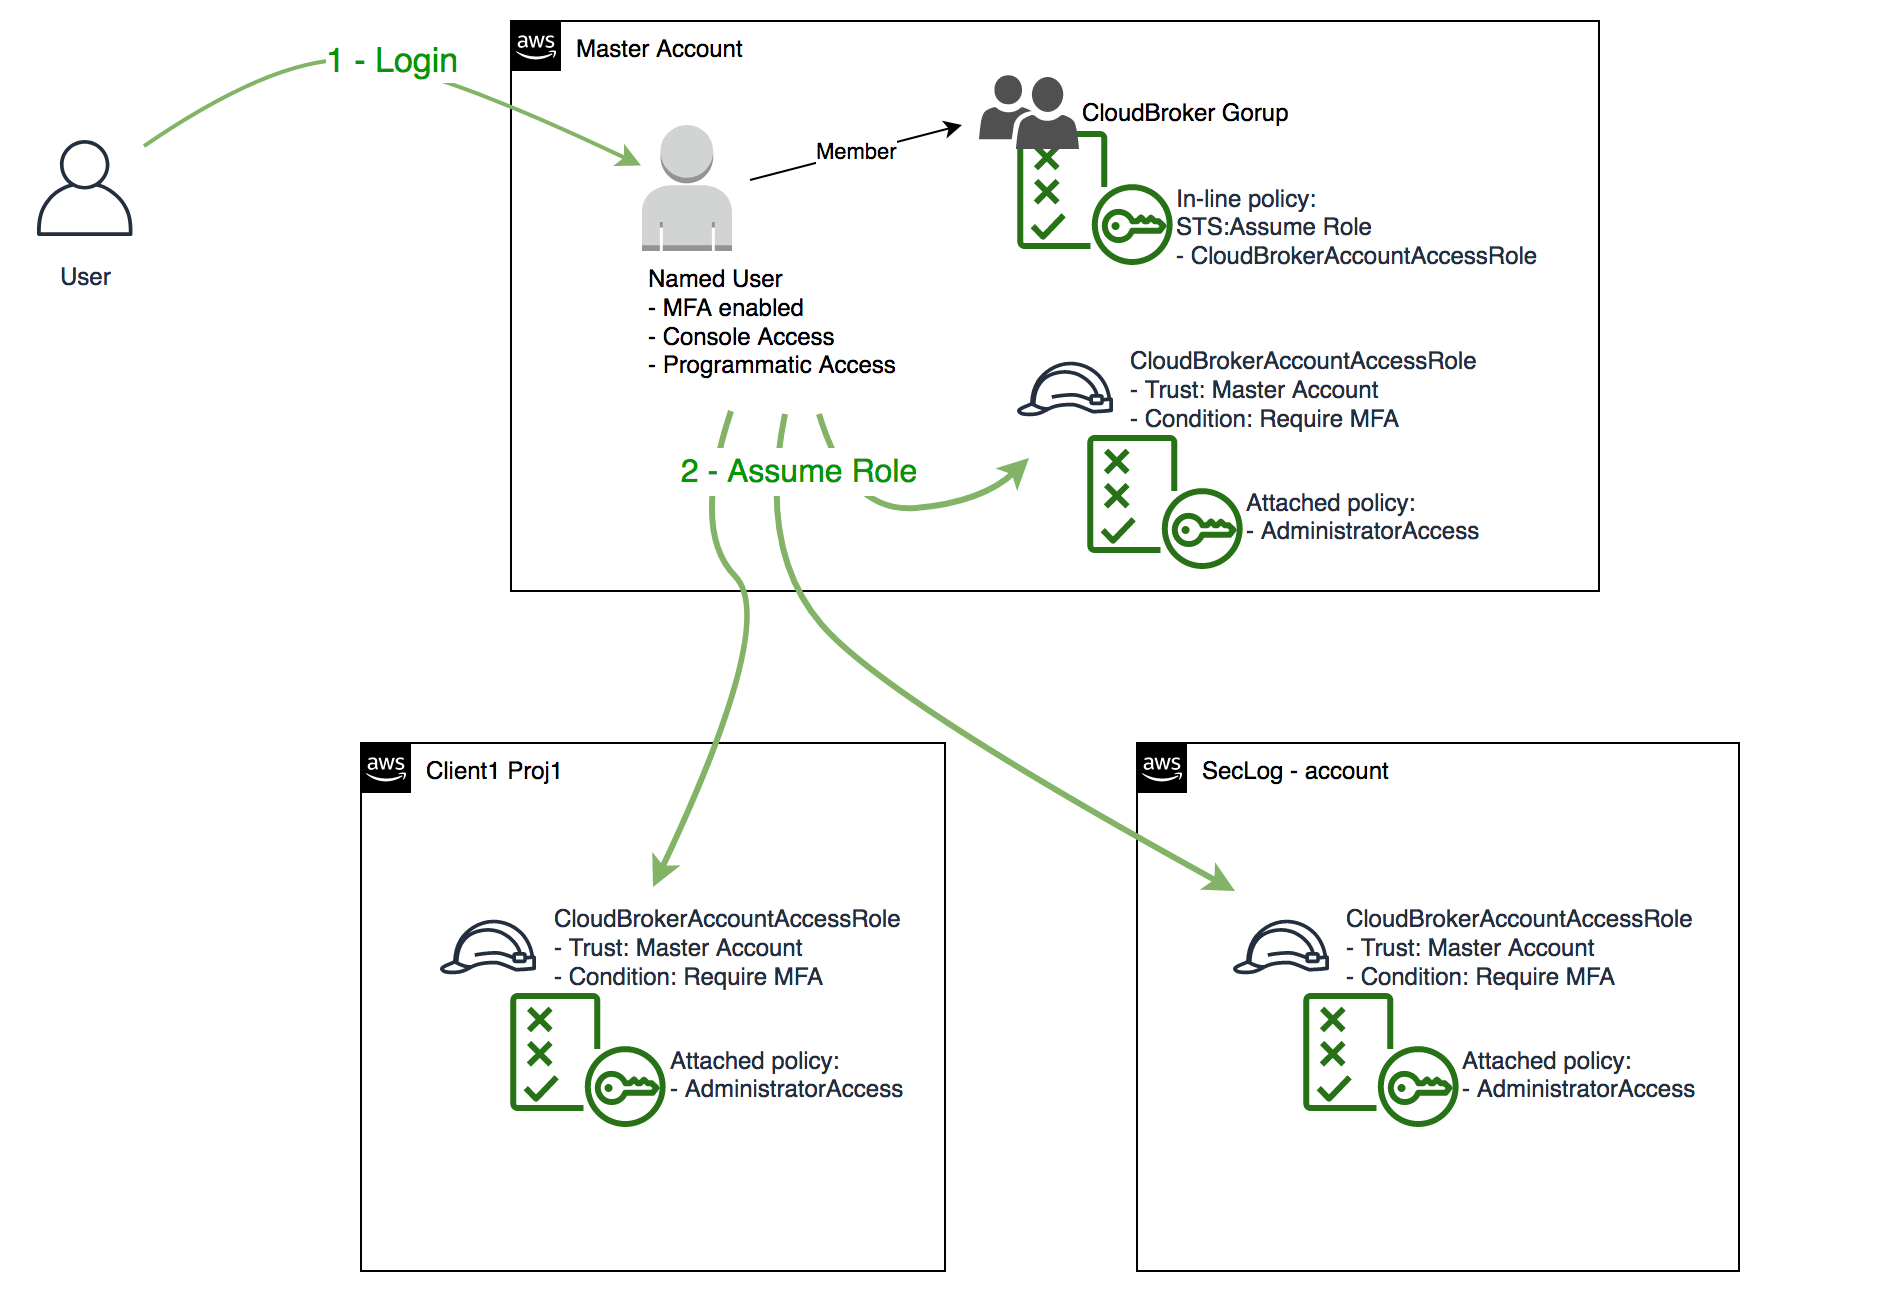 aws
Master Account
1 - Login
User
Named User
- MFA enabled
- Console Access
- Programmatic Access
Member
CloudBroker Gorup
In-line policy:
STS:Assume Role
- CloudBrokerAccountAccessRole
CloudBrokerAccountAccessRole
- Trust: Master Account
- Condition: Require MFA
Attached policy:
- AdministratorAccess
2 - Assume Role
aws
Client1 Proj1
CloudBrokerAccountAccessRole
- Trust: Master Account
- Condition: Require MFA
Attached policy:
- AdministratorAccess
aws
SecLog - account
CloudBrokerAccountAccessRole
- Trust: Master Account
- Condition: Require MFA
Attached policy:
- AdministratorAccess